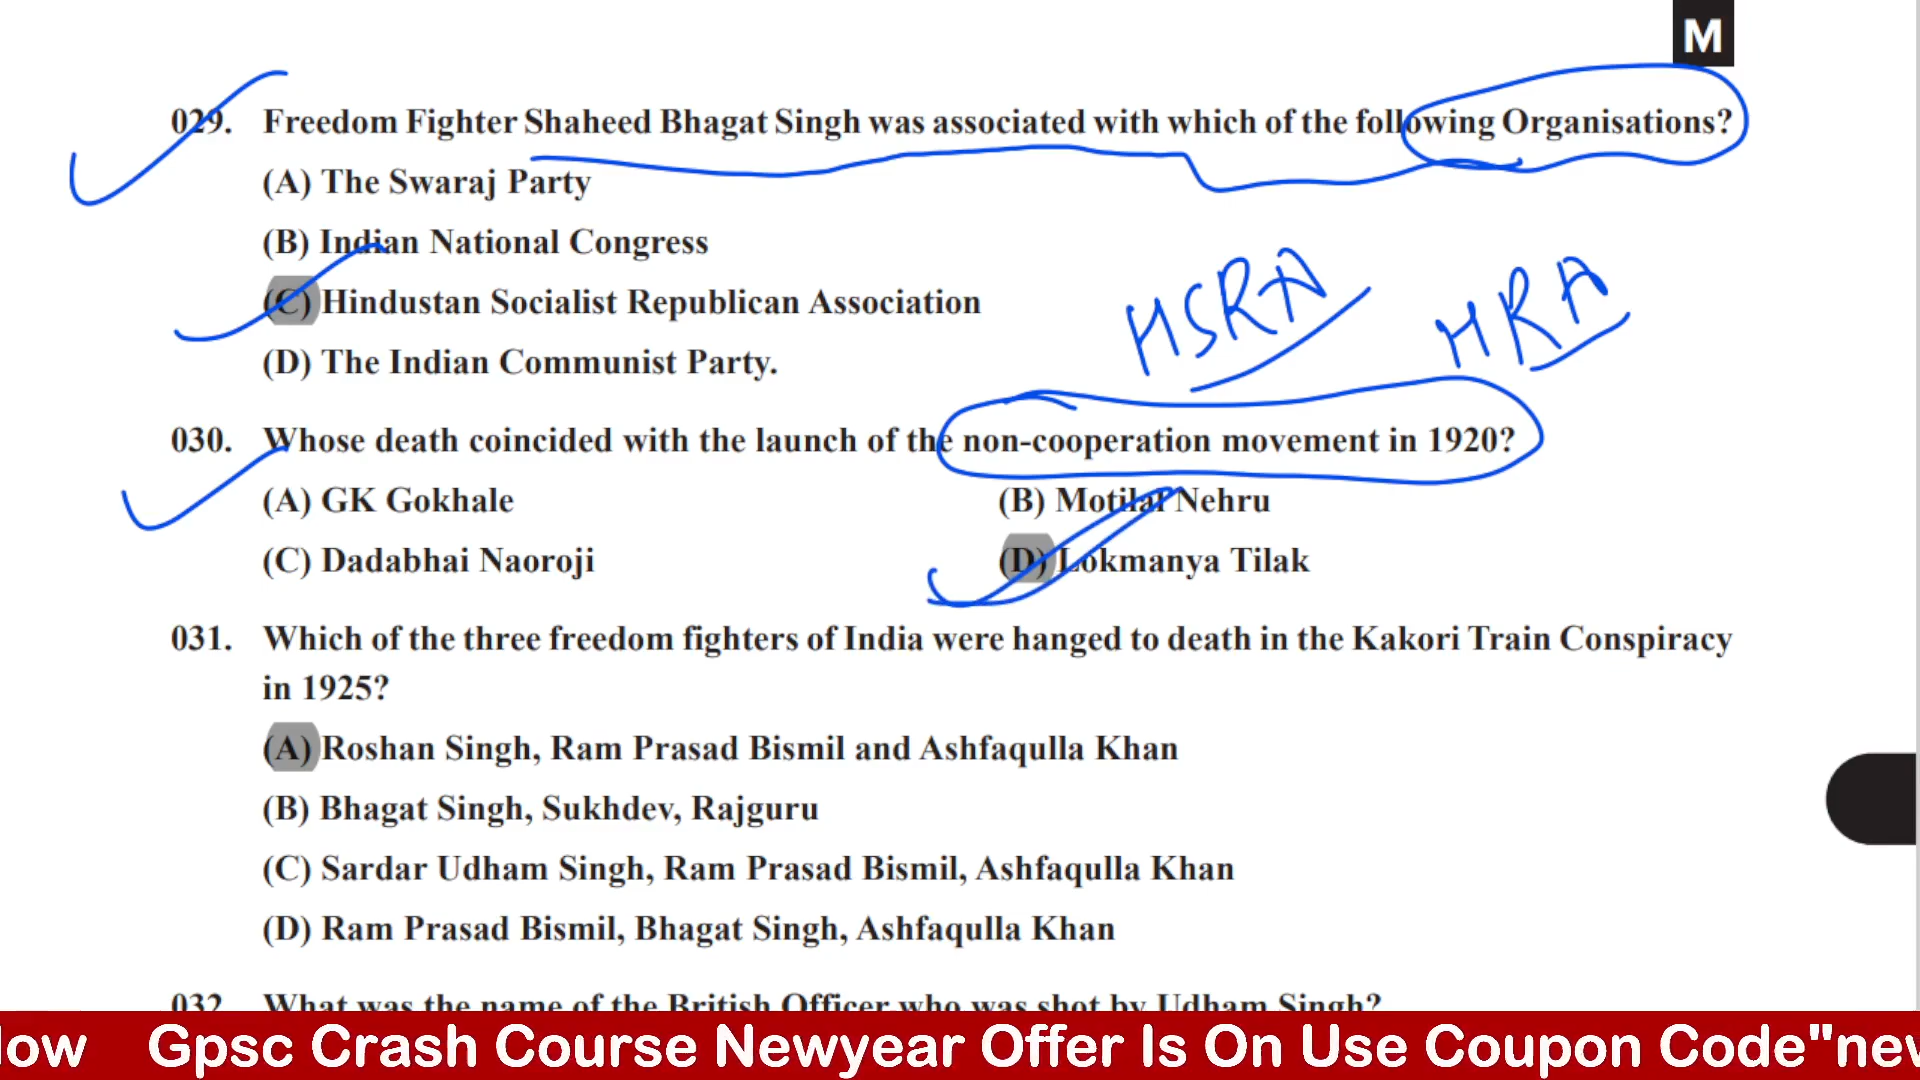 M
029. Freedom Fighter Shaheed Bhagat Singh was associated with which of the following Organisations?
(A) The Swaraj Party
(B) Indian National Congress
(C) Hindustan Socialist Republican Association
HSRA HRA
(D) The Indian Communist Party.
030. Whose death coincided with the launch of the non-cooperation movement in 1920?
(A) GK Gokhale (B) Motilal Nehru
(C) Dadabhai Naoroji (D) Lokmanya Tilak
031. Which of the three freedom fighters of India were hanged to death in the Kakori Train Conspiracy
in 1925?
(A) Roshan Singh, Ram Prasad Bismil and Ashfaqulla Khan
(B) Bhagat Singh, Sukhdev, Rajguru
(C) Sardar Udham Singh, Ram Prasad Bismil, Ashfaqulla Khan
(D) Ram Prasad Bismil, Bhagat Singh, Ashfaqulla Khan
032. What was the name of the British Officer who was shot by Udham Singh?
Gpsc Crash Course Newyear Offer Is On Use Coupon Code"